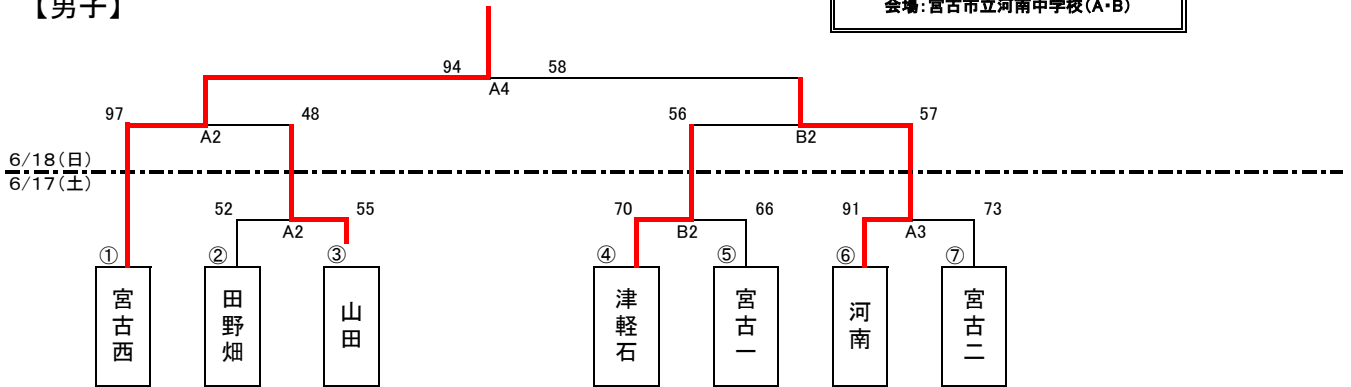 【男子】
会場：宮古市立河南中学校（A・B）
94 58
A4
97 48 56 57
A2 B2
6/18（日）
6/17（土）
52 55 70 66 91 73
A2 B2 A3
① ② ③ ④ ⑤ ⑥ ⑦
宮古西
田野畑
山田
津軽石
宮古一
河南
宮古二